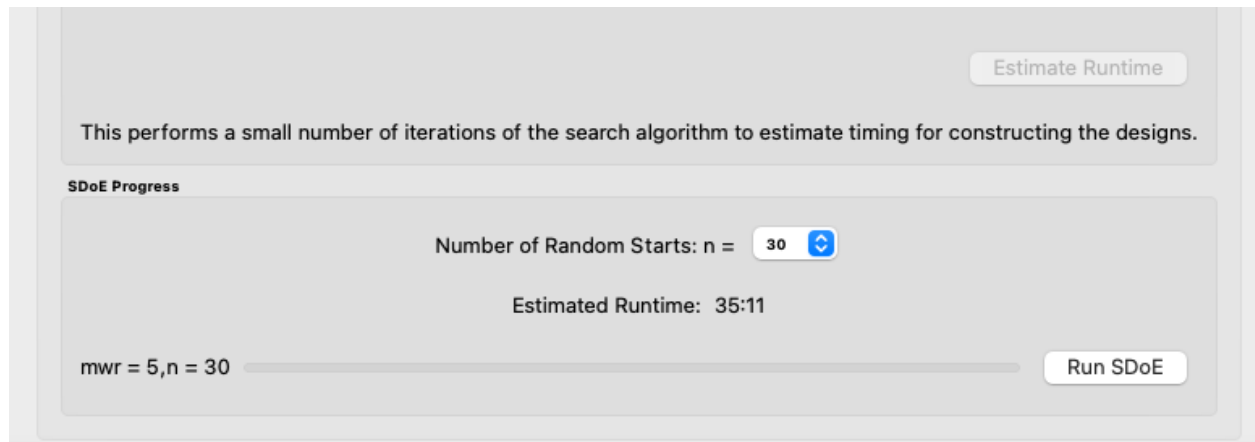 Estimate Runtime
This performs a small number of iterations of the search algorithm to estimate timing for constructing the designs.
SDoE Progress
Number of Random Starts: n = 30
Estimated Runtime: 35:11
mwr = 5,n = 30 Run SDoE